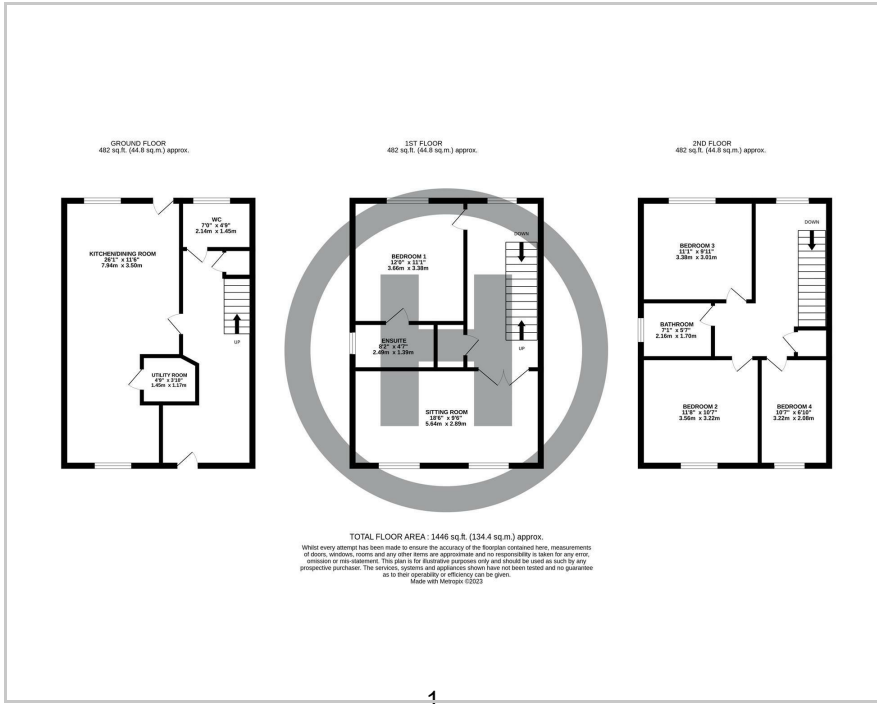 GROUND FLOOR
482 sq.ft. (44.8 sq.m.) approx.
1ST FLOOR
482 sq.ft. (44.8 sq.m.) approx.
2ND FLOOR
482 sq.ft. (44.8 sq.m.) approx.
KITCHEN/DINING ROOM
26'1" x 11'6"
7.94m x 3.50m
WC
7'0" x 4'9"
2.14m x 1.45m
UP
UTILITY ROOM
4'9" x 3'10"
1.45m x 1.17m
BEDROOM 1
12'0" x 11'1"
3.66m x 3.38m
DOWN
UP
ENSUITE
8'2" x 4'7"
2.49m x 1.39m
SITTING ROOM
18'6" x 9'6"
5.64m x 2.89m
BEDROOM 3
11'1" x 9'11"
3.38m x 3.01m
DOWN
BATHROOM
7'1" x 5'7"
2.16m x 1.70m
BEDROOM 2
11'8" x 10'7"
3.56m x 3.22m
BEDROOM 4
10'7" x 6'10"
3.22m x 2.08m
TOTAL FLOOR AREA : 1446 sq.ft. (134.4 sq.m.) approx.
Whilst every attempt has been made to ensure the accuracy of the floorplan contained here, measurements
of doors, windows, rooms and any other items are approximate and no responsibility is taken for any error,
omission or mis-statement. This plan is for illustrative purposes only and should be used as such by any
prospective purchaser. The services, systems and appliances shown have not been tested and no guarantee
as to their operability or efficiency can be given.
Made with Metropix ©2023
H
1